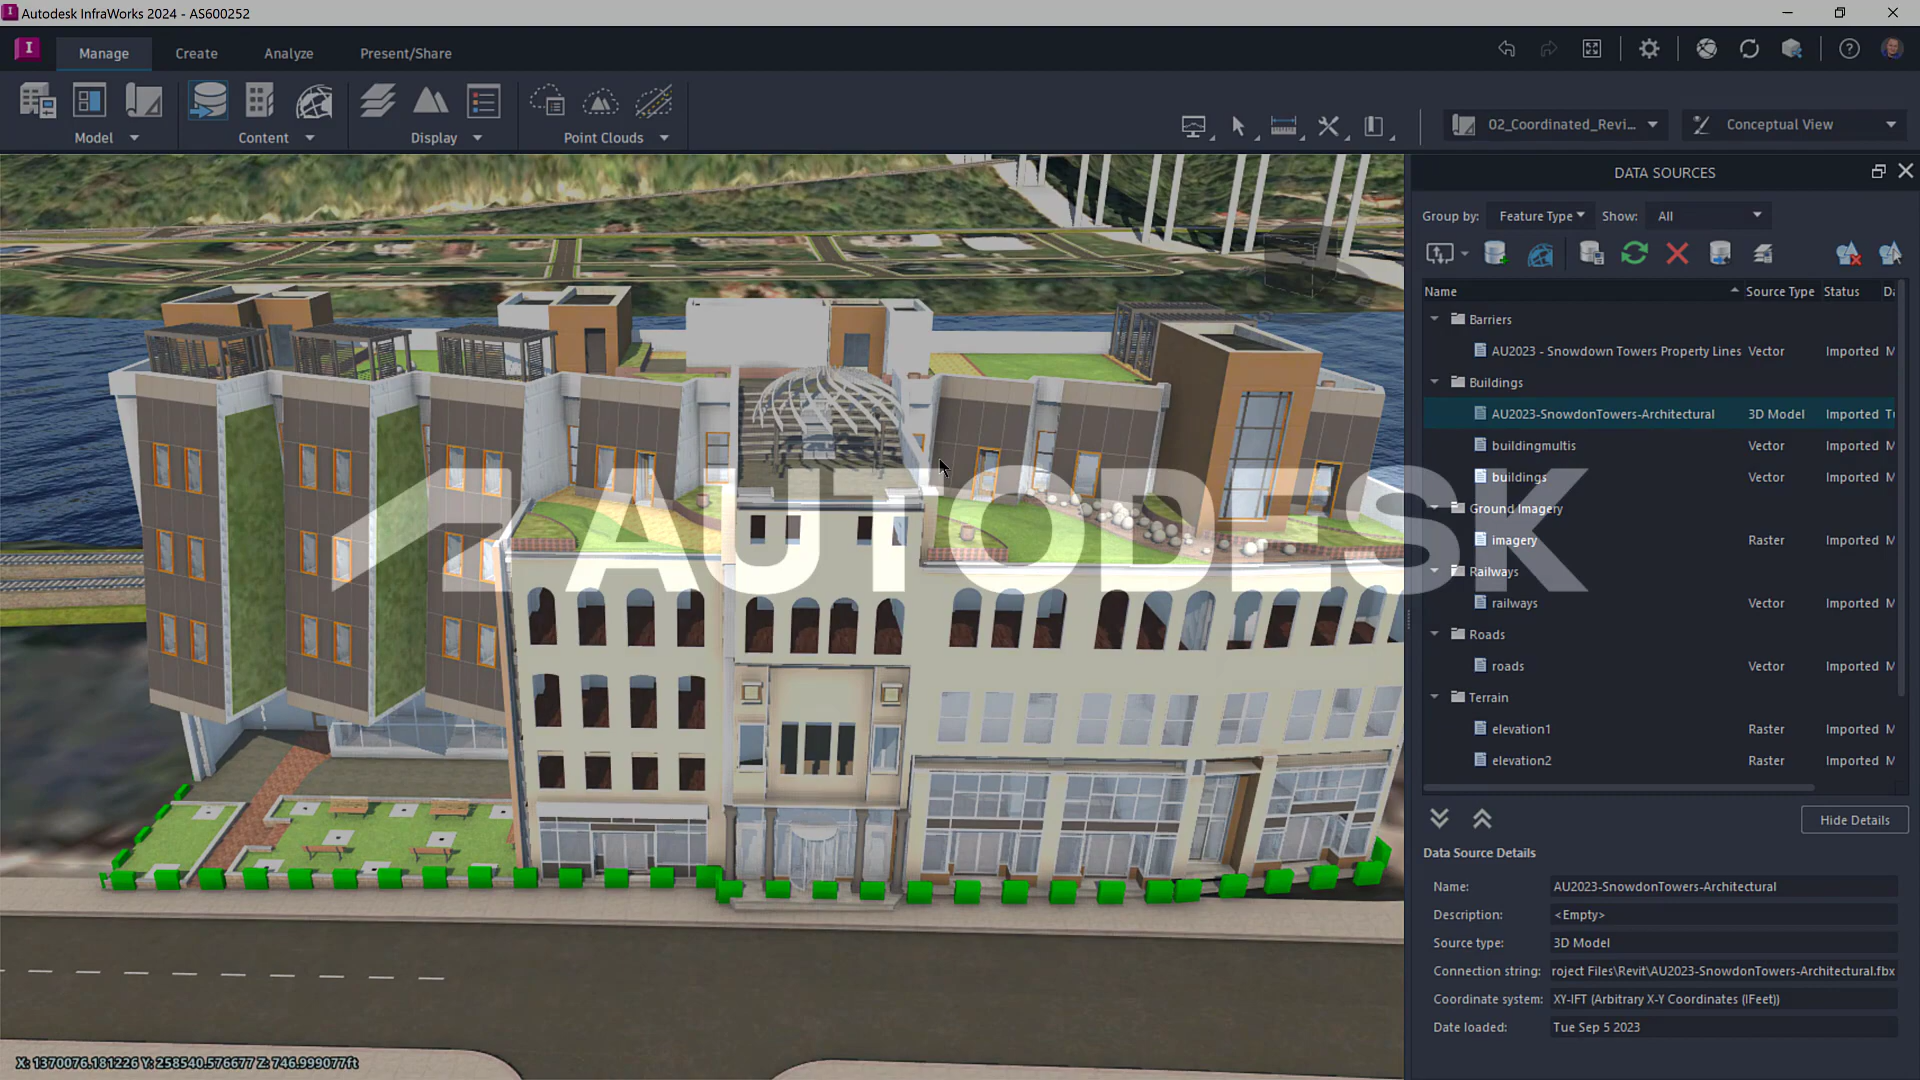 Autodesk InfraWorks 2024 - AS600252
Manage
Create
Analyze
Present/Share
Model
Content
Display
Point Clouds
02_Coordinated_Revi...
Conceptual View
DATA SOURCES
Group by: Feature Type Show: All
Name Source Type Status
Barriers
AU2023 - Snowdown Towers Property Lines Vector Imported M
Buildings
AU2023-SnowdonTowers-Architectural 3D Model Imported
buildingmultis Vector Imported M
buildings Vector Imported M
Ground Imagery
imagery Raster Imported M
Railways
railways Vector Imported M
Roads
roads Vector Imported M
Terrain
elevation1 Raster Imported M
elevation2 Raster Imported M
AUTODESK
Hide Details
Data Source Details
Name: AU2023-SnowdonTowers-Architectural
Description: <Empty>
Source type: 3D Model
Connection string: roject Files\Revit\AU2023-SnowdonTowers-Architectural.fbx
Coordinate system: XY-IFT (Arbitrary X-Y Coordinates (IFeet))
Date loaded: Tue Sep 5 2023
X: 1370076.181226 Y: 258540.576677 Z: 746.999077ft